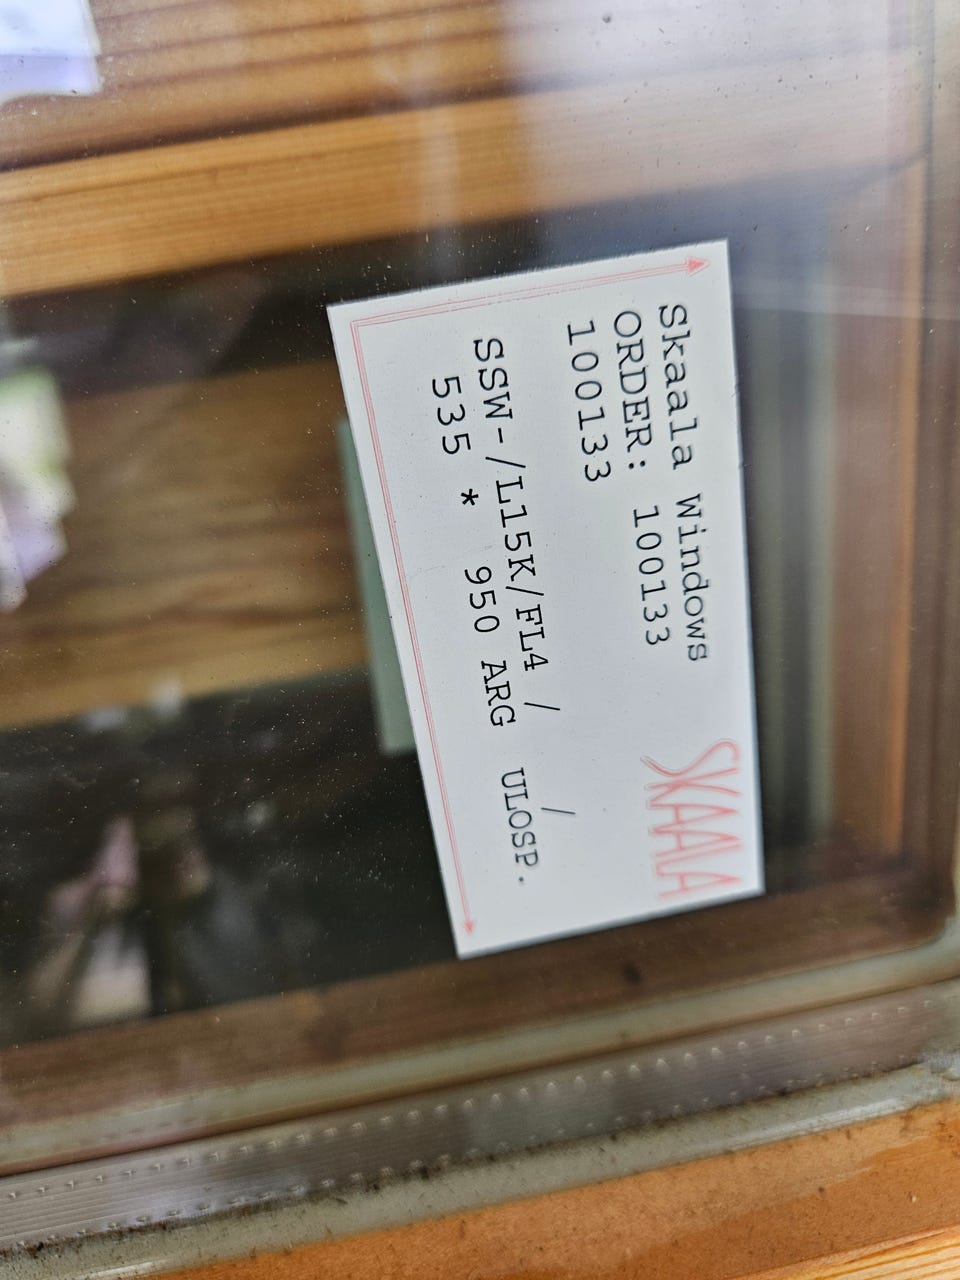 Skaala Windows
SKAALA
ORDER: 100133
100133
SSW-/L15K/FL4 / /
535 * 950 ARG ULOSP.